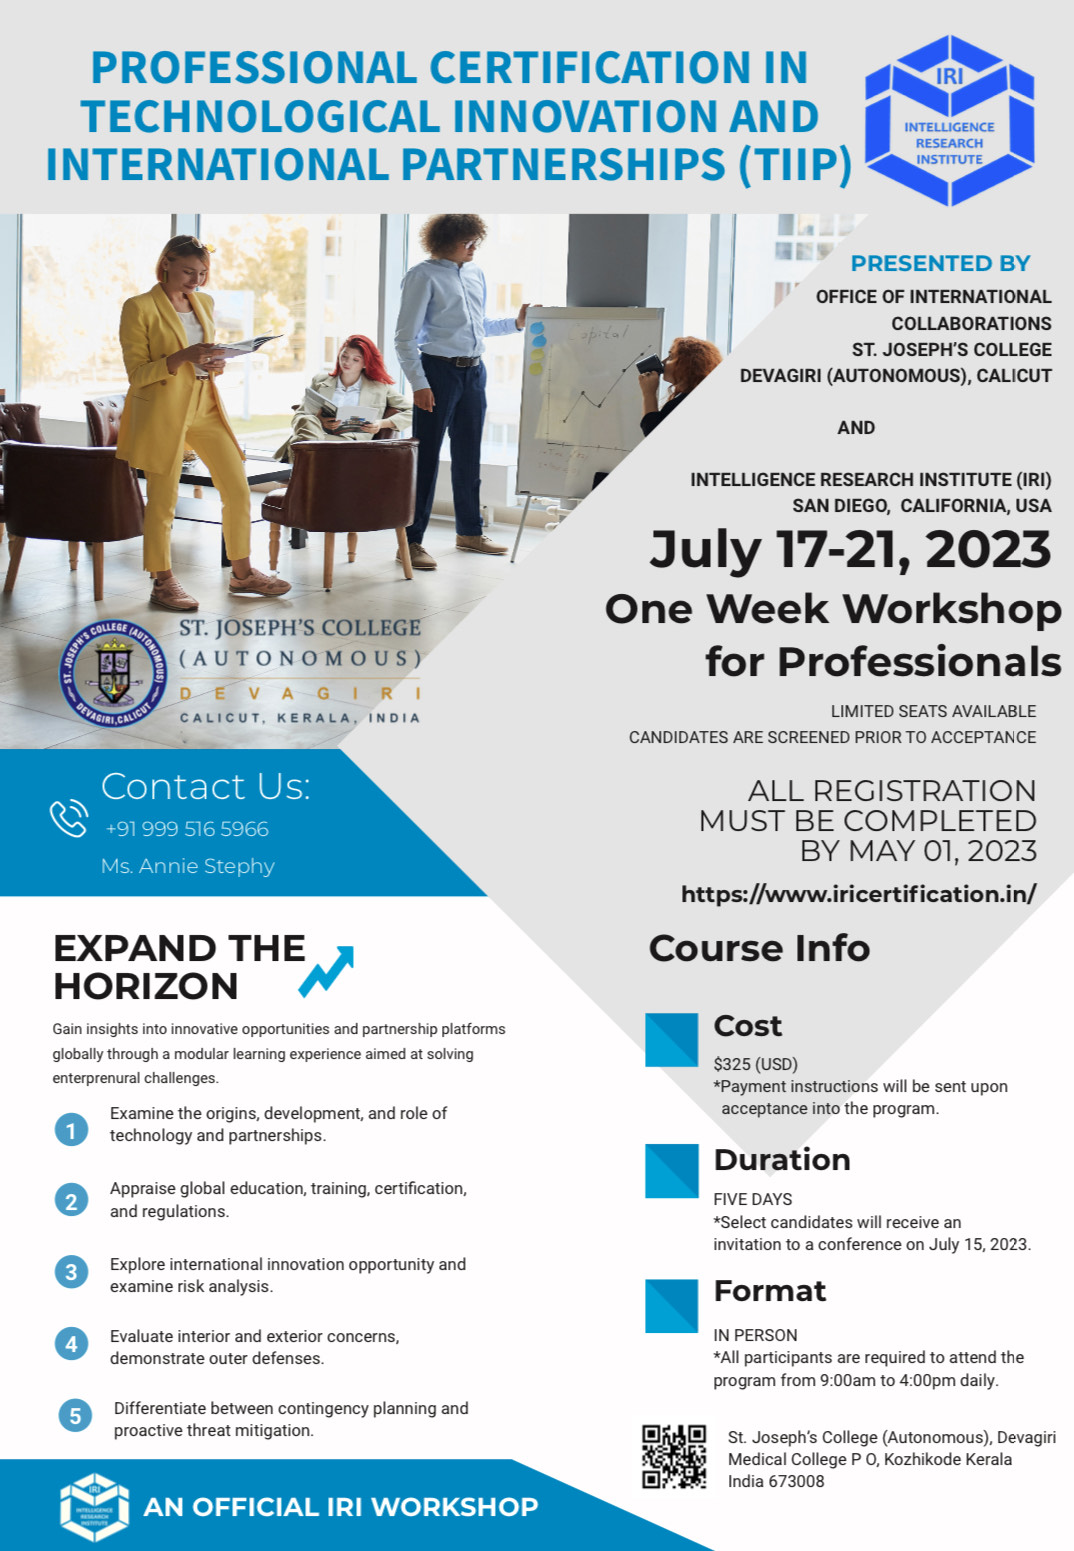 PROFESSIONAL CERTIFICATION IN
TECHNOLOGICAL INNOVATION AND
INTERNATIONAL PARTNERSHIPS (TIIP)
IRI
INTELLIGENCE
RESEARCH
INSTITUTE
PRESENTED BY
OFFICE OF INTERNATIONAL
COLLABORATIONS
ST. JOSEPH'S COLLEGE
DEVAGIRI (AUTONOMOUS), CALICUT
AND
INTELLIGENCE RESEARCH INSTITUTE (IRI)
SAN DIEGO, CALIFORNIA, USA
July 17-21, 2023
One Week Workshop
for Professionals
LIMITED SEATS AVAILABLE
CANDIDATES ARE SCREENED PRIOR TO ACCEPTANCE
ALL REGISTRATION
MUST BE COMPLETED
BY MAY 01, 2023
https://www.iricertification.in/
Capital
ST. JOSEPH'S COLLEGE (AUTONOMOUS)
DEVAGIRI, CALICUT
ST. JOSEPH'S COLLEGE
(AUTONOMOUS)
DEVAGIRI
CALICUT, KERALA, INDIA
Contact Us:
+91 999 516 5966
Ms. Annie Stephy
EXPAND THE
HORIZON
Gain insights into innovative opportunities and partnership platforms
globally through a modular learning experience aimed at solving
enterprenural challenges.
1
Examine the origins, development, and role of
technology and partnerships.
2
Appraise global education, training, certification,
and regulations.
3
Explore international innovation opportunity and
examine risk analysis.
4
Evaluate interior and exterior concerns,
demonstrate outer defenses.
5
Differentiate between contingency planning and
proactive threat mitigation.
Course Info
Cost
$325 (USD)
*Payment instructions will be sent upon
acceptance into the program.
Duration
FIVE DAYS
*Select candidates will receive an
invitation to a conference on July 15, 2023.
Format
IN PERSON
*All participants are required to attend the
program from 9:00am to 4:00pm daily.
St. Joseph's College (Autonomous), Devagiri
Medical College P O, Kozhikode Kerala
India 673008
IRI
INTELLIGENCE
RESEARCH
INSTITUTE
AN OFFICIAL IRI WORKSHOP